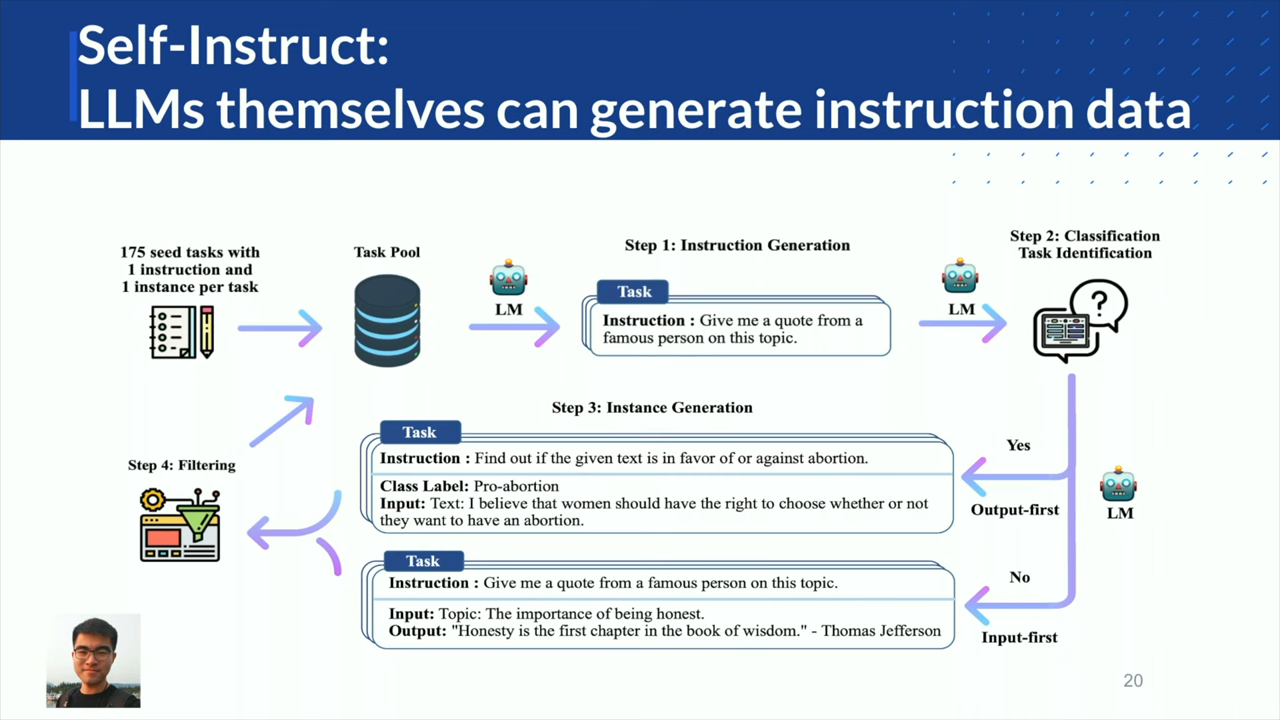 Self-Instruct:
LLMs themselves can generate instruction data
175 seed tasks with
1 instruction and
1 instance per task
Task Pool
LM
Step 1: Instruction Generation
Task
Instruction : Give me a quote from a
famous person on this topic.
LM
Step 2: Classification
Task Identification
?
Step 3: Instance Generation
Task
Instruction : Find out if the given text is in favor of or against abortion.
Class Label: Pro-abortion
Input: Text: I believe that women should have the right to choose whether or not
they want to have an abortion.
Yes
Output-first
LM
Task
Instruction : Give me a quote from a famous person on this topic.
Input: Topic: The importance of being honest.
Output: "Honesty is the first chapter in the book of wisdom." - Thomas Jefferson
No
Input-first
Step 4: Filtering
20